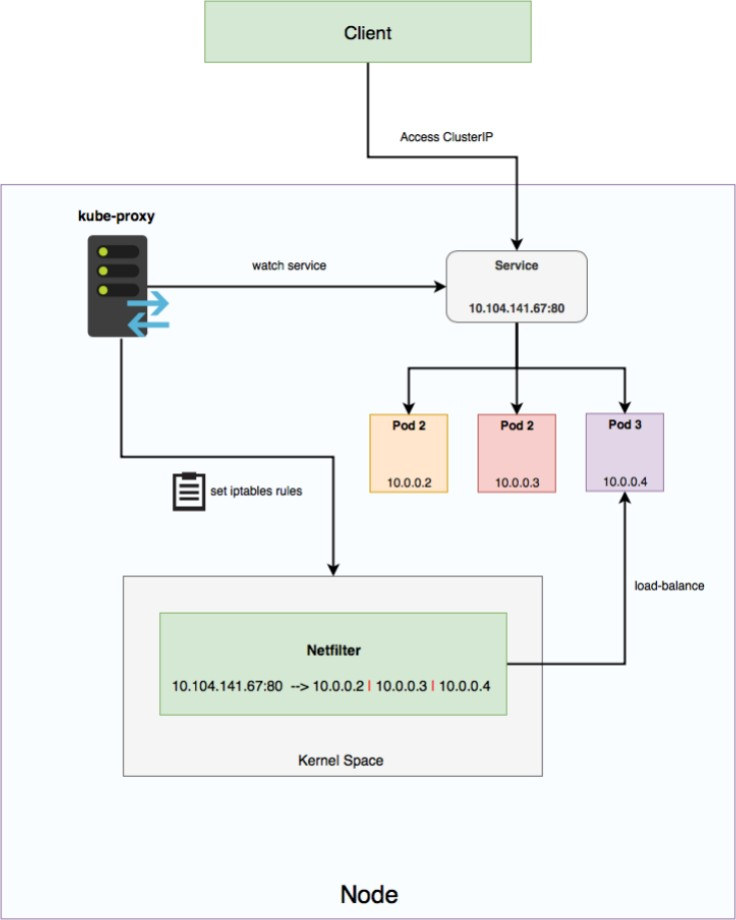 Client
Access ClusterIP
kube-proxy
watch service
Service
10.104.141.67:80
Pod 2
10.0.0.2
Pod 2
10.0.0.3
Pod 3
10.0.0.4
set iptables rules
load-balance
Netfilter
10.104.141.67:80 --> 10.0.0.2 | 10.0.0.3 | 10.0.0.4
Kernel Space
Node